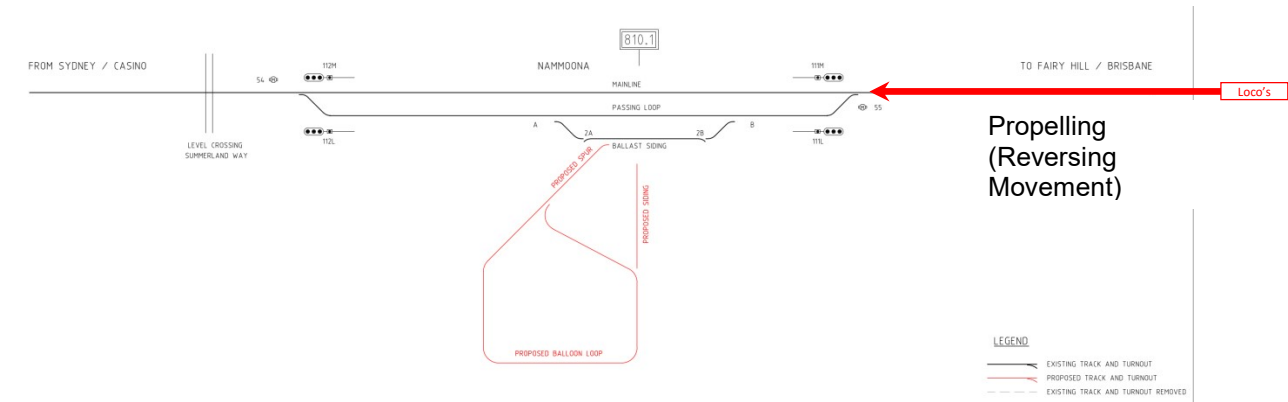 810.1
FROM SYDNEY / CASINO
112M
NAMMOONA
111M
TO FAIRY HILL / BRISBANE
54
MAINLINE
Loco's
PASSING LOOP
55
A
2A
2B
B
112L
111L
LEVEL CROSSING
SUMMERLAND WAY
BALLAST SIDING
Propelling
(Reversing
Movement)
PROPOSED SPUR
PROPOSED SIDING
PROPOSED BALLOON LOOP
LEGEND
EXISTING TRACK AND TURNOUT
PROPOSED TRACK AND TURNOUT
EXISTING TRACK AND TURNOUT REMOVED